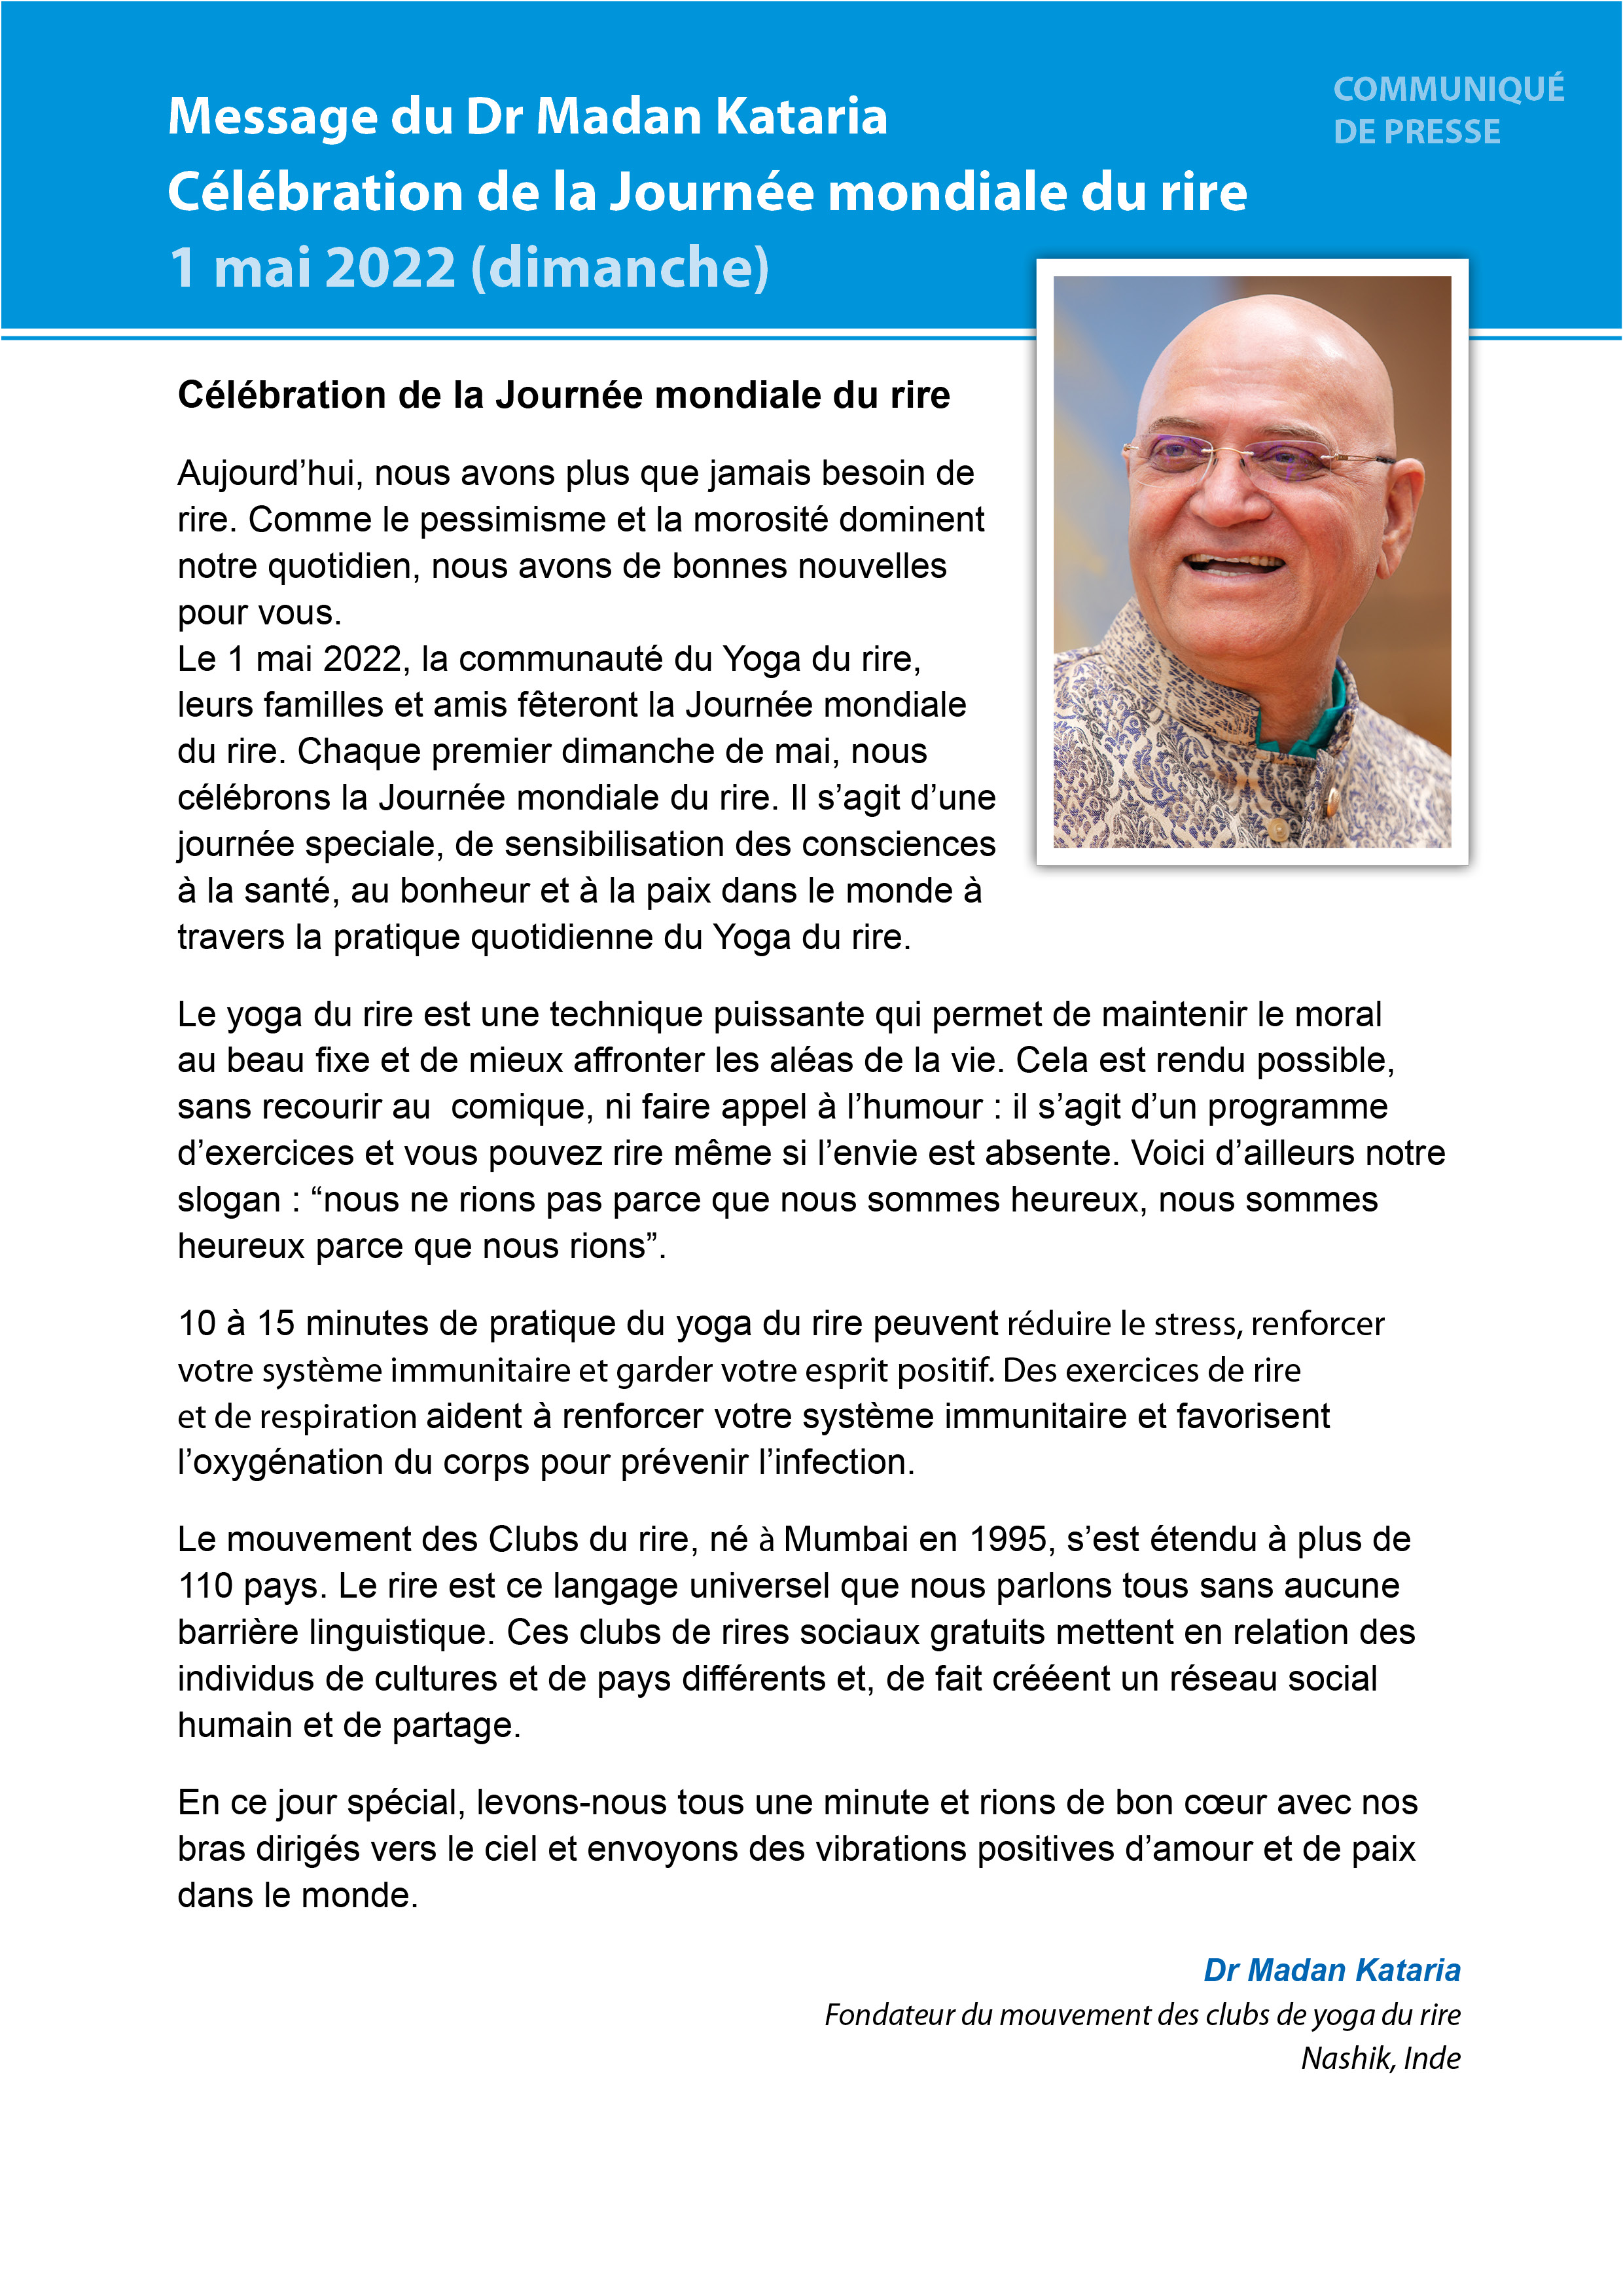 COMMUNIQUÉ
DE PRESSE
Message du Dr Madan Kataria
Célébration de la Journée mondiale du rire
1 mai 2022 (dimanche)
Célébration de la Journée mondiale du rire
Aujourd’hui, nous avons plus que jamais besoin de
rire. Comme le pessimisme et la morosité dominent
notre quotidien, nous avons de bonnes nouvelles
pour vous.
Le 1 mai 2022, la communauté du Yoga du rire,
leurs familles et amis fêteront la Journée mondiale
du rire. Chaque premier dimanche de mai, nous
célébrons la Journée mondiale du rire. Il s’agit d’une
journée speciale, de sensibilisation des consciences
à la santé, au bonheur et à la paix dans le monde à
travers la pratique quotidienne du Yoga du rire.
Le yoga du rire est une technique puissante qui permet de maintenir le moral
au beau fixe et de mieux affronter les aléas de la vie. Cela est rendu possible,
sans recourir au  comique, ni faire appel à l’humour : il s’agit d’un programme
d’exercices et vous pouvez rire même si l’envie est absente. Voici d’ailleurs notre
slogan : “nous ne rions pas parce que nous sommes heureux, nous sommes
heureux parce que nous rions”.
10 à 15 minutes de pratique du yoga du rire peuvent réduire le stress, renforcer
votre système immunitaire et garder votre esprit positif. Des exercices de rire
et de respiration aident à renforcer votre système immunitaire et favorisent
l’oxygénation du corps pour prévenir l’infection.
Le mouvement des Clubs du rire, né à Mumbai en 1995, s’est étendu à plus de
110 pays. Le rire est ce langage universel que nous parlons tous sans aucune
barrière linguistique. Ces clubs de rires sociaux gratuits mettent en relation des
individus de cultures et de pays différents et, de fait crééent un réseau social
humain et de partage.
En ce jour spécial, levons-nous tous une minute et rions de bon cœur avec nos
bras dirigés vers le ciel et envoyons des vibrations positives d’amour et de paix
dans le monde.
Dr Madan Kataria
Fondateur du mouvement des clubs de yoga du rire
Nashik, Inde